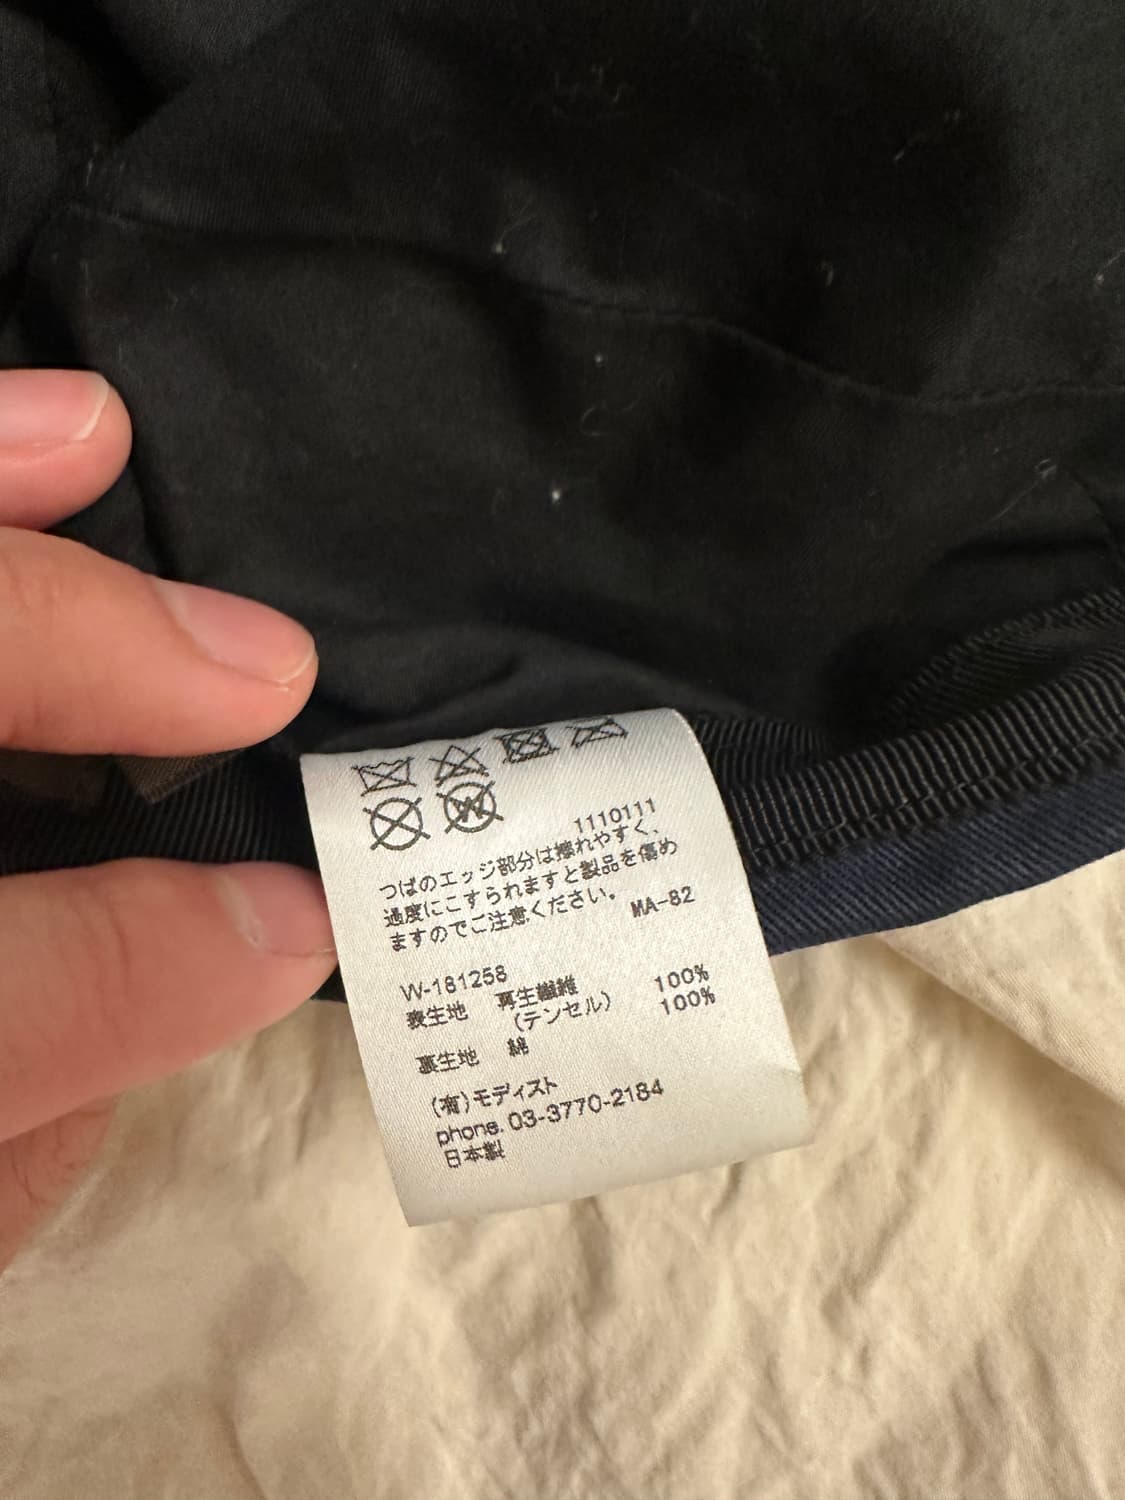 W
1110111
つばのエッジ部分は擦れやすく、
過度にこすられますと製品を傷め
ますのでご注意ください。
MA-82
W-181258
表生地 再生繊維 100%
(テンセル) 100%
裏生地 綿
(有)モディスト
phone. 03-3770-2184
日本製